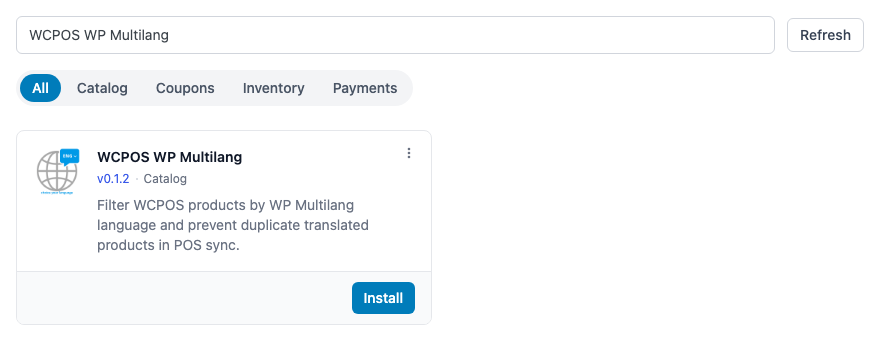 WCPOS WP Multilang
Refresh
All
Catalog
Coupons
Inventory
Payments
WCPOS WP Multilang
v0.1.2 · Catalog
Filter WCPOS products by WP Multilang
language and prevent duplicate translated
products in POS sync.
Install